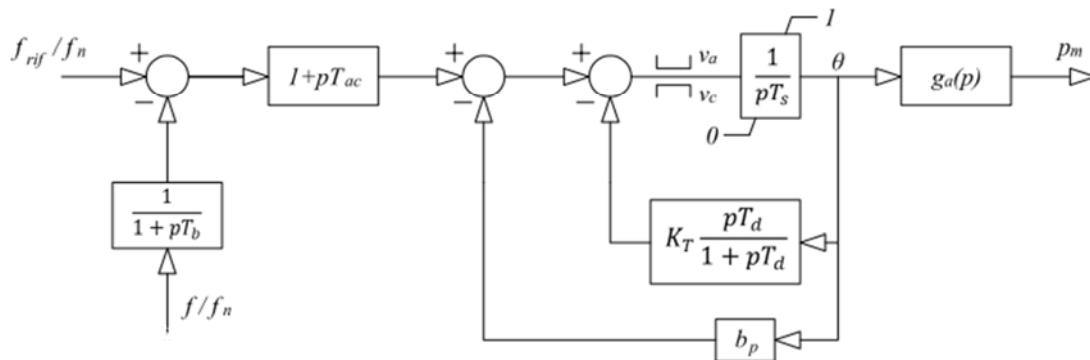 1
f_rif/f_n
+
−
1+pT_ac
+
−
+
−
v_a
v_c
1
pT_s
0
θ
g_a(p)
p_m
1
1 + pT_b
K_T pT_d
1 + pT_d
f/f_n
b_p